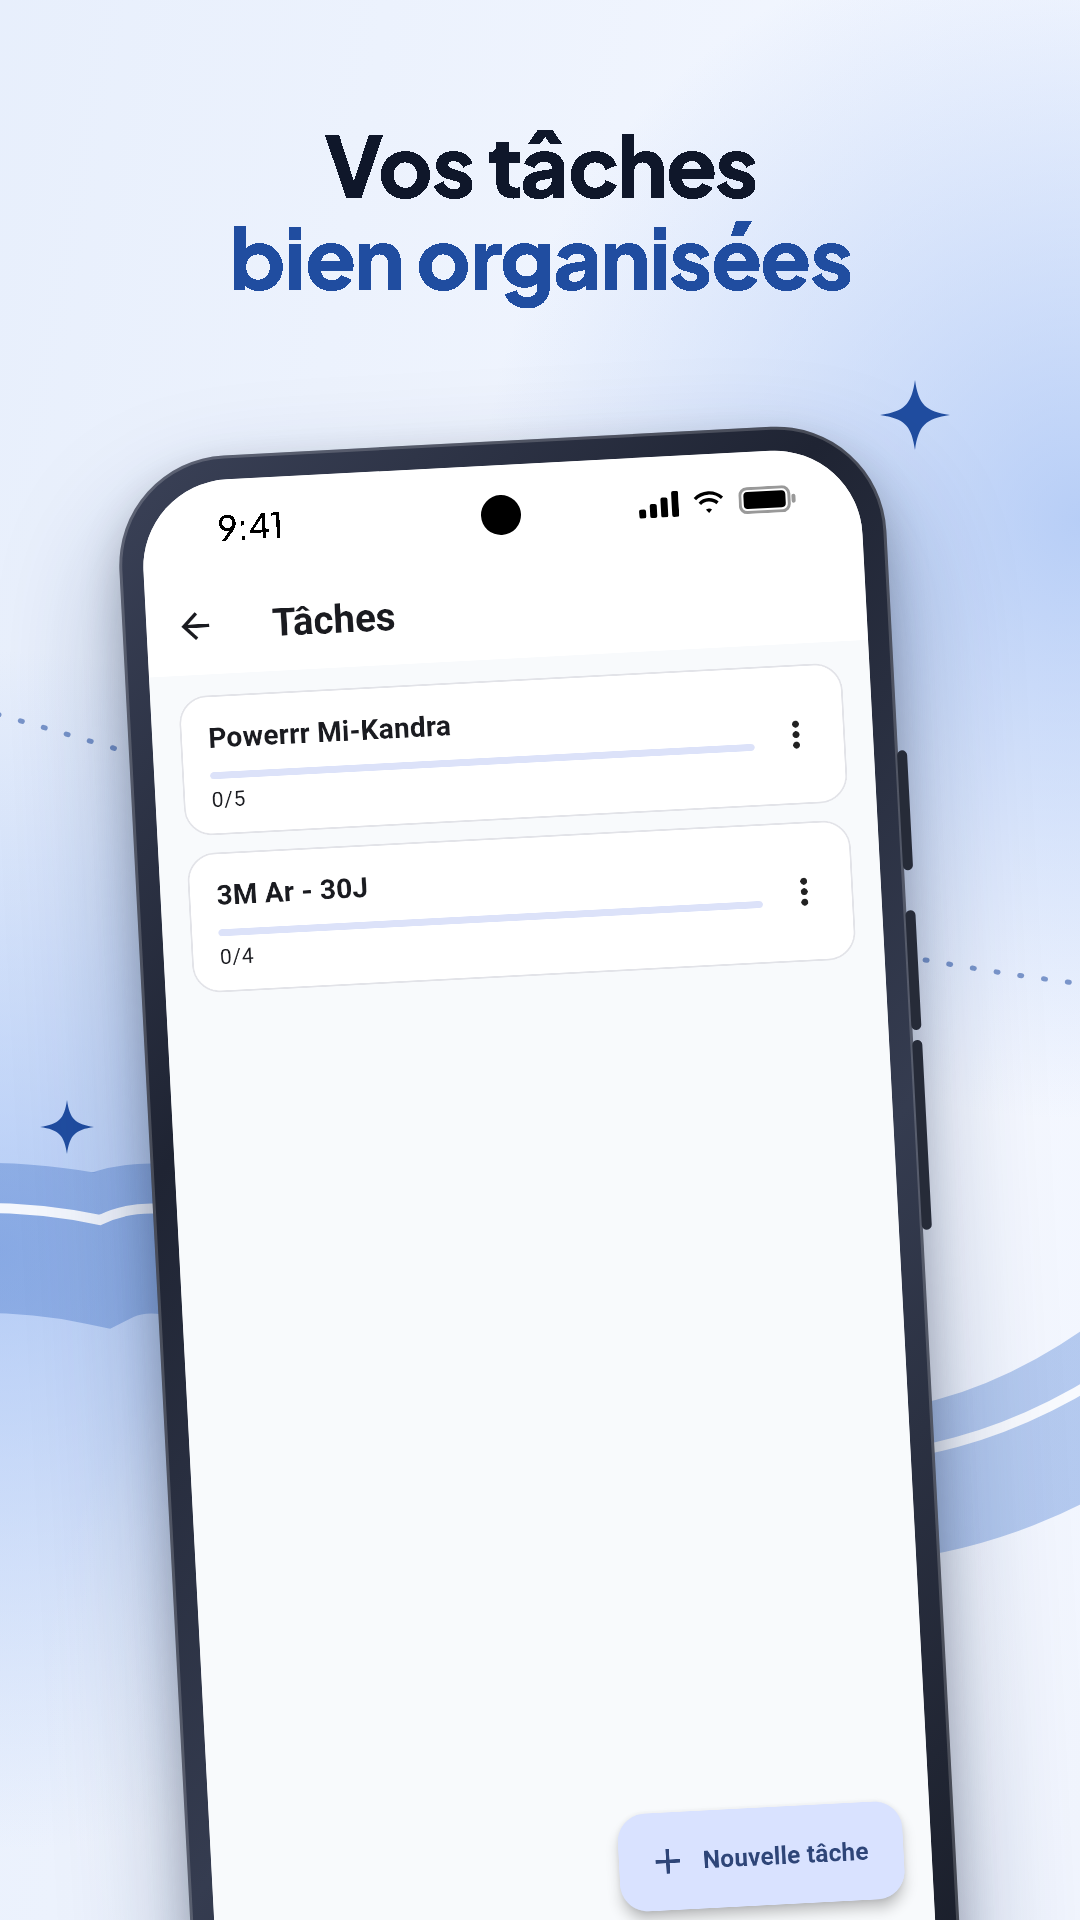 Vos tâches
bien organisées
9:41
Tâches
Powerrr Mi-Kandra
0/5
3M Ar - 30J
0/4
Nouvelle tâche